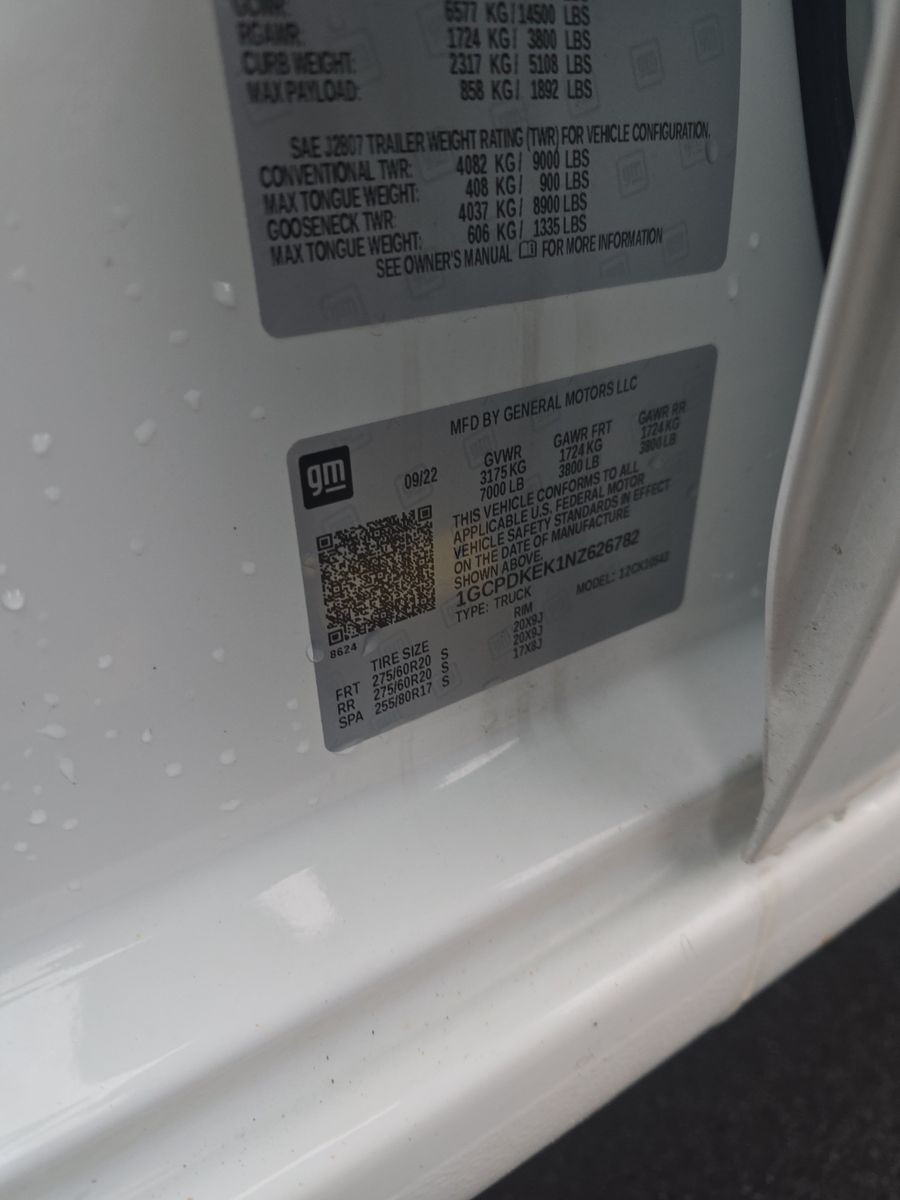 GCWR: 6577 KG/ 14500 LBS
RGAWR: 1724 KG/ 3800 LBS
CURB WEIGHT: 2317 KG/ 5108 LBS
MAX PAYLOAD: 858 KG/ 1892 LBS
SAE J2807 TRAILER WEIGHT RATING (TWR) FOR VEHICLE CONFIGURATION.
CONVENTIONAL TWR: 4082 KG/ 9000 LBS
MAX TONGUE WEIGHT: 408 KG/ 900 LBS
GOOSENECK TWR: 4037 KG/ 8900 LBS
MAX TONGUE WEIGHT: 606 KG/ 1335 LBS
SEE OWNER'S MANUAL FOR MORE INFORMATION
MFD BY GENERAL MOTORS LLC
gm
09/22
GVWR GAWR FRT GAWR RR
3175 KG 1724 KG 1724 KG
7000 LB 3800 LB 3800 LB
THIS VEHICLE CONFORMS TO ALL
APPLICABLE U.S. FEDERAL MOTOR
VEHICLE SAFETY STANDARDS IN EFFECT
ON THE DATE OF MANUFACTURE
SHOWN ABOVE.
1GCPDKEK1NZ626782
TYPE: TRUCK MODEL: 12CK10543
8624
TIRE SIZE RIM
FRT 275/60R20 S 20X9J
RR 275/60R20 S 20X9J
SPA 255/80R17 S 17X8J